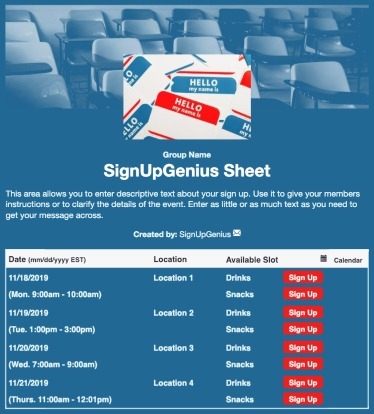 HELLO
my name is
HELLO
my name is
HELLO
my name is
Group Name
SignUpGenius Sheet
This area allows you to enter descriptive text about your sign up. Use it to give your members
instructions or to clarify the details of the event. Enter as little or as much text as you need to
get your message across.
Created by: SignUpGenius
Date (mm/dd/yyyy EST) Location Available Slot Calendar
11/18/2019 Location 1 Drinks Sign Up
(Mon. 9:00am - 10:00am) Snacks Sign Up
11/19/2019 Location 2 Drinks Sign Up
(Tue. 1:00pm - 3:00pm) Snacks Sign Up
11/20/2019 Location 3 Drinks Sign Up
(Wed. 7:00am - 9:00am) Snacks Sign Up
11/21/2019 Location 4 Drinks Sign Up
(Thurs. 11:00am - 12:01pm) Snacks Sign Up